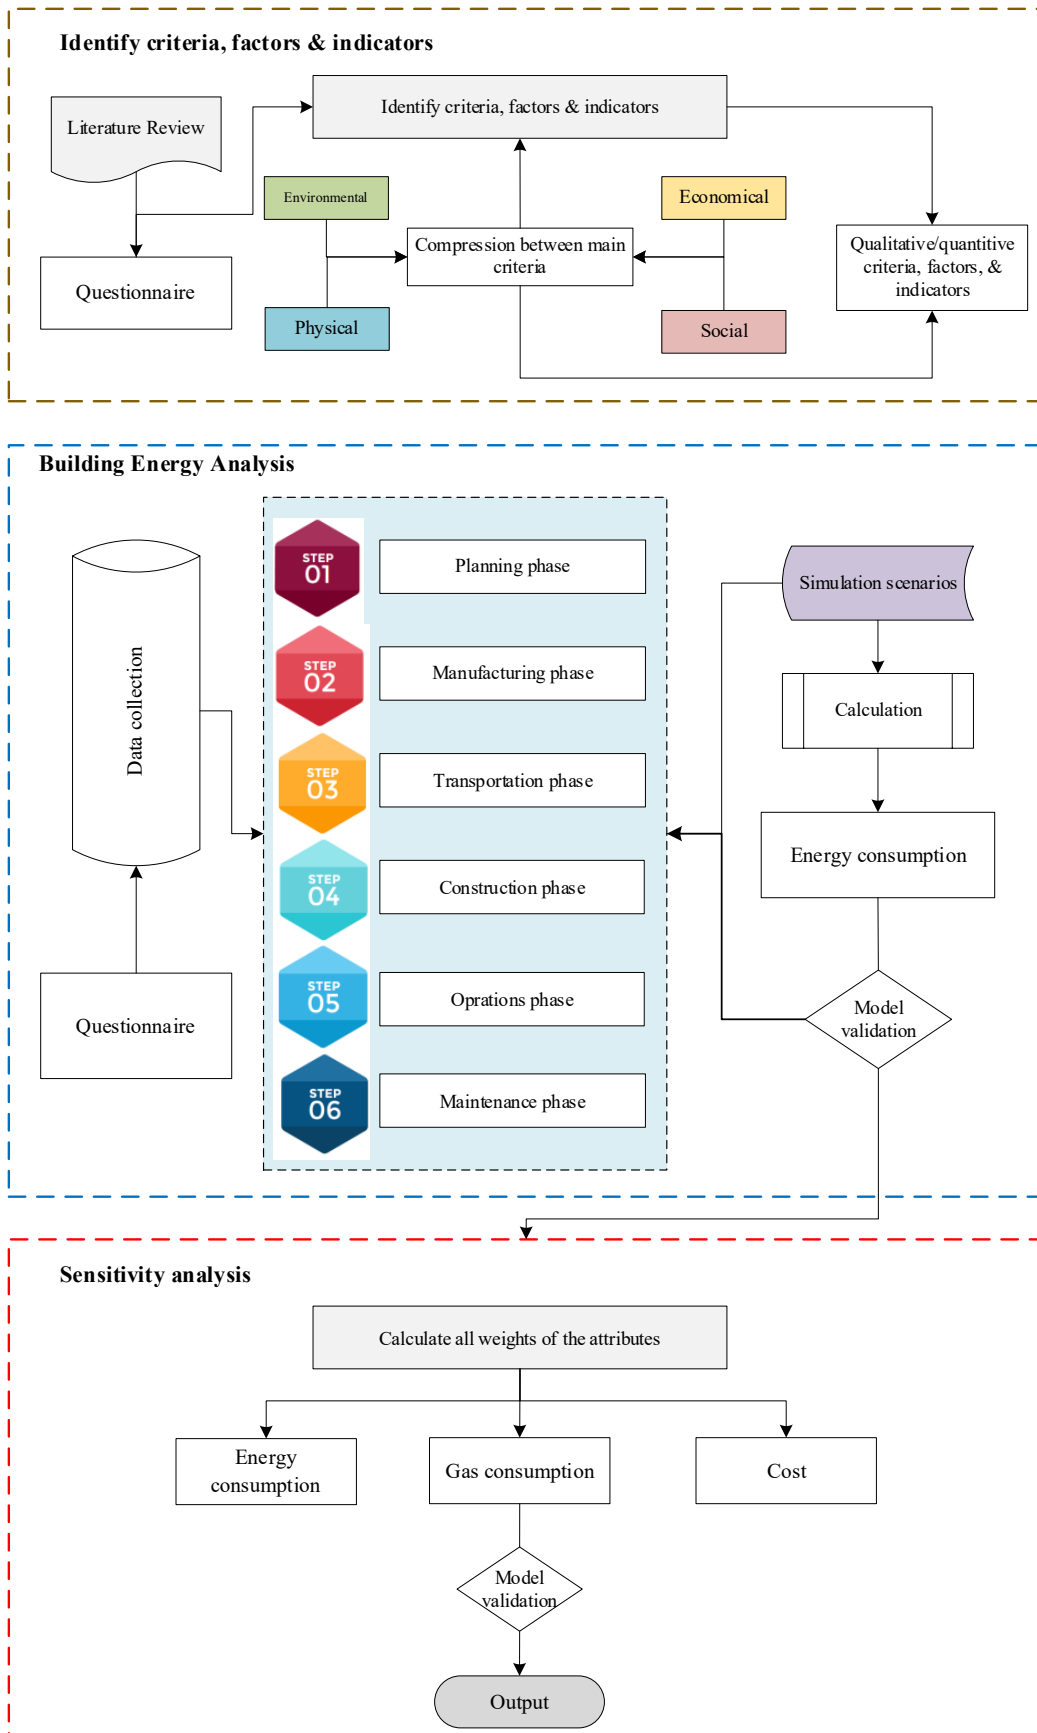 Identify criteria, factors & indicators
Literature Review
Identify criteria, factors & indicators
Environmental
Economical
Compression between main
criteria
Qualitative/quantitive
criteria, factors, &
indicators
Questionnaire
Physical
Social
Building Energy Analysis
Data collection
Questionnaire
STEP
01
Planning phase
STEP
02
Manufacturing phase
STEP
03
Transportation phase
STEP
04
Construction phase
STEP
05
Oprations phase
STEP
06
Maintenance phase
Simulation scenarios
Calculation
Energy consumption
Model
validation
Sensitivity analysis
Calculate all weights of the attributes
Energy
consumption
Gas consumption
Cost
Model
validation
Output